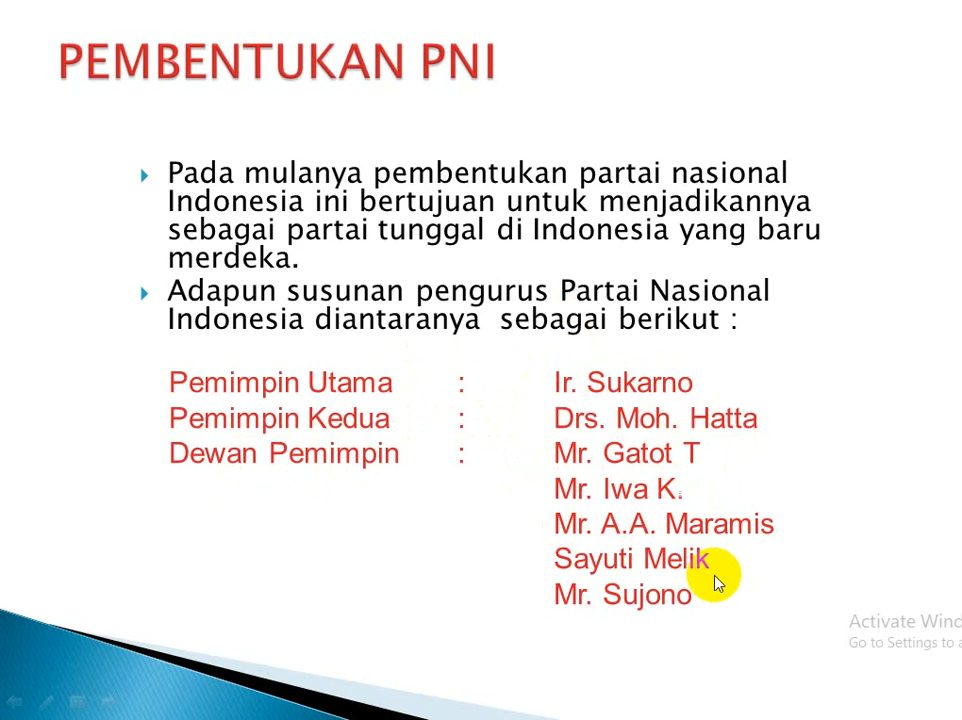 PEMBENTUKAN PNI
Pada mulanya pembentukan partai nasional
Indonesia ini bertujuan untuk menjadikannya
sebagai partai tunggal di Indonesia yang baru
merdeka.
Adapun susunan pengurus Partai Nasional
Indonesia diantaranya sebagai berikut :
Pemimpin Utama : Ir. Sukarno
Pemimpin Kedua : Drs. Moh. Hatta
Dewan Pemimpin : Mr. Gatot T
Mr. Iwa K.
Mr. A.A. Maramis
Sayuti Melik
Mr. Sujono
Activate Wind
Go to Settings to a